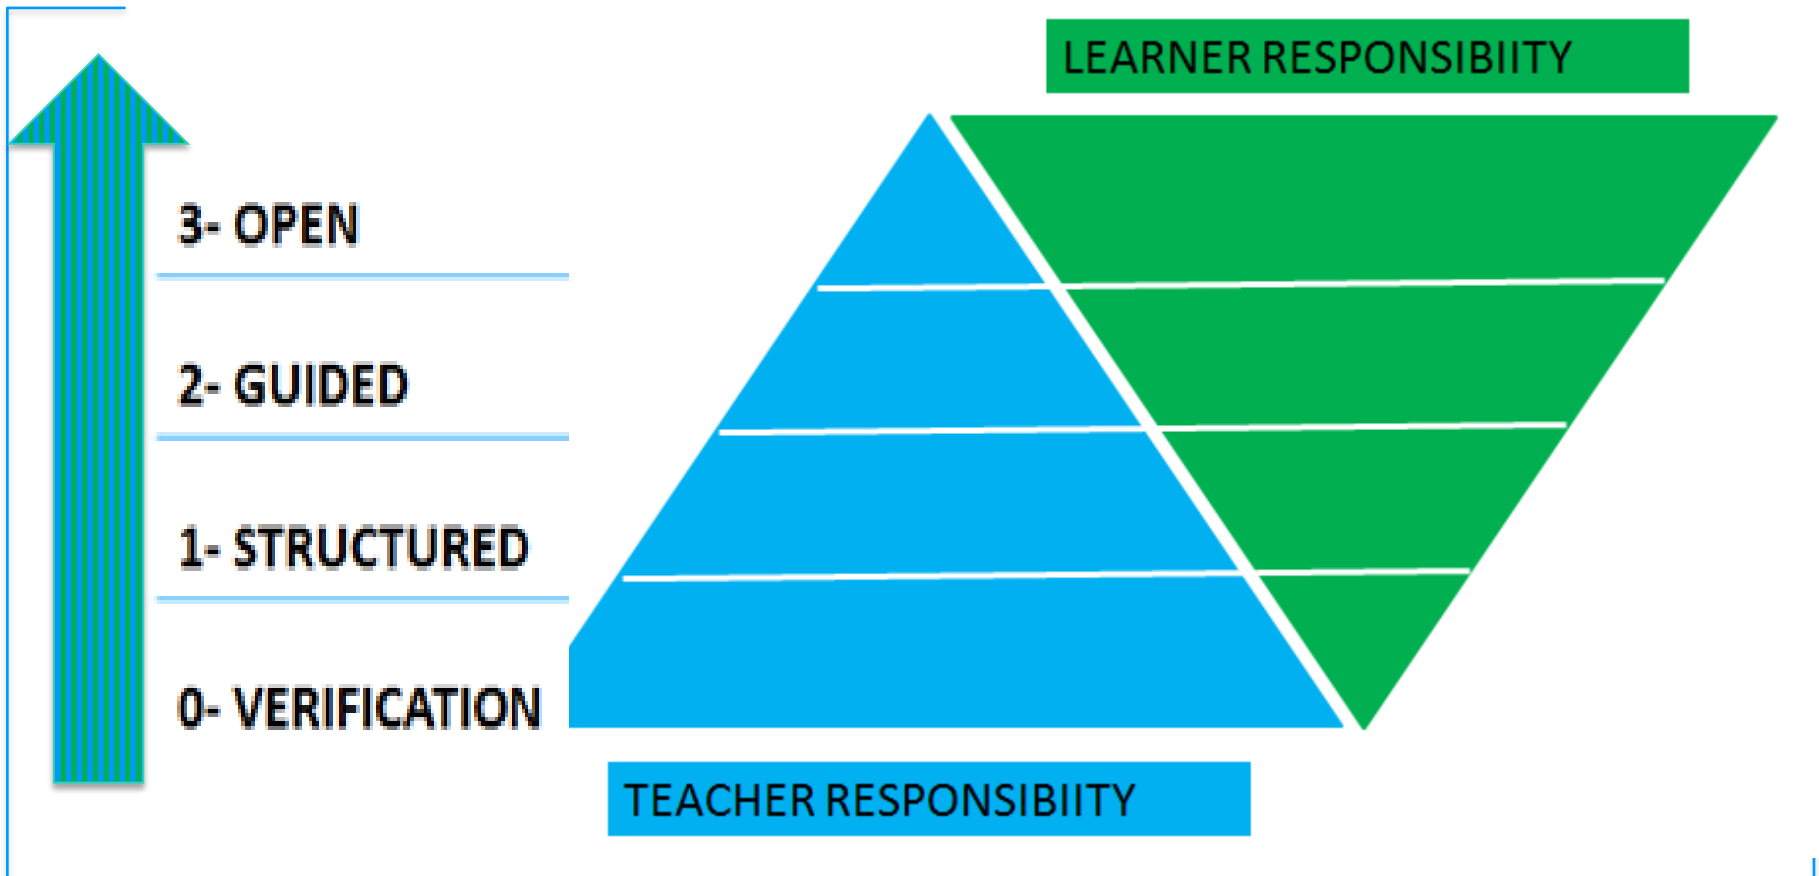 LEARNER RESPONSIBIITY
3- OPEN
2- GUIDED
1- STRUCTURED
0- VERIFICATION
TEACHER RESPONSIBIITY